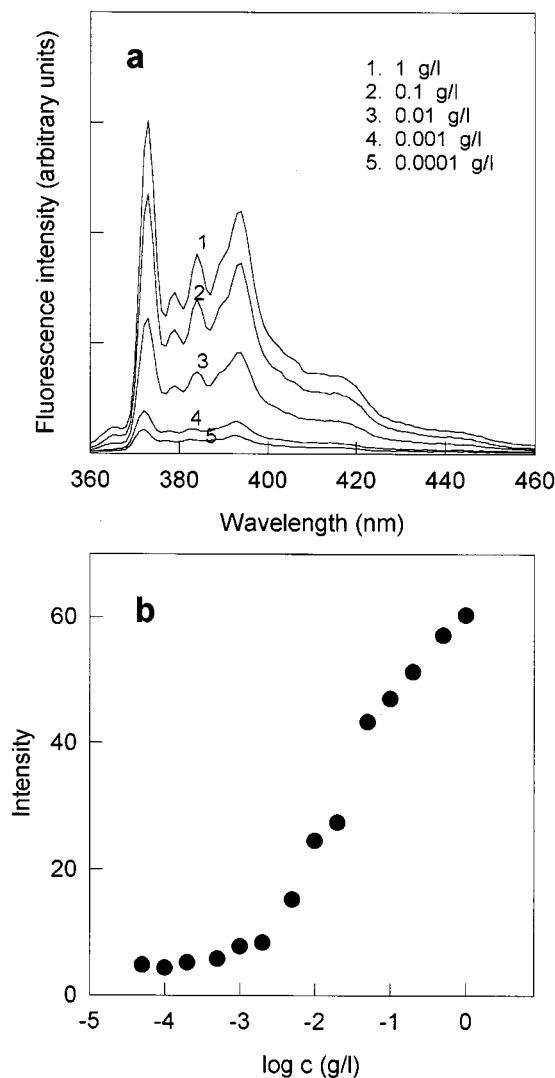 a
1. 1 g/l
2. 0.1 g/l
3. 0.01 g/l
4. 0.001 g/l
5. 0.0001 g/l
Fluorescence intensity (arbitrary units)
1
2
3
4
5
360 380 400 420 440 460
Wavelength (nm)
b
60
40
20
0
Intensity
-5 -4 -3 -2 -1 0
log c (g/l)